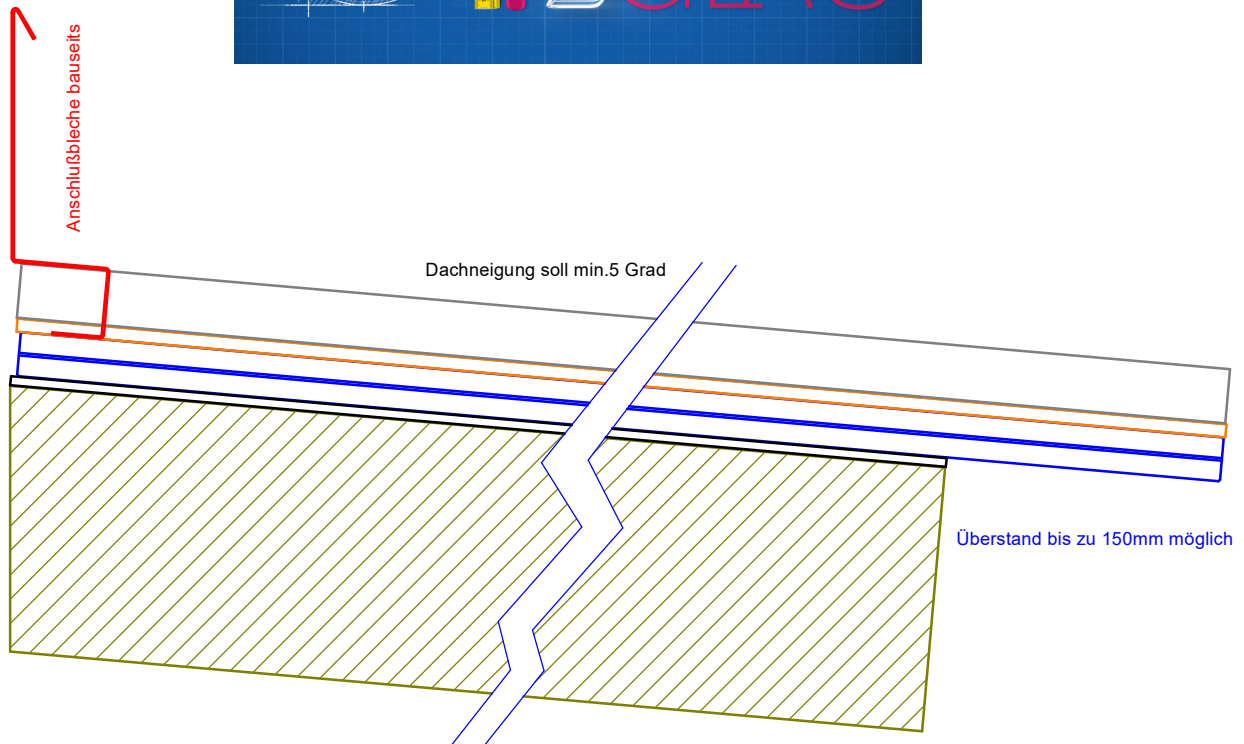 Anschlußbleche bauseits
Dachneigung soll min.5 Grad
Überstand bis zu 150mm möglich